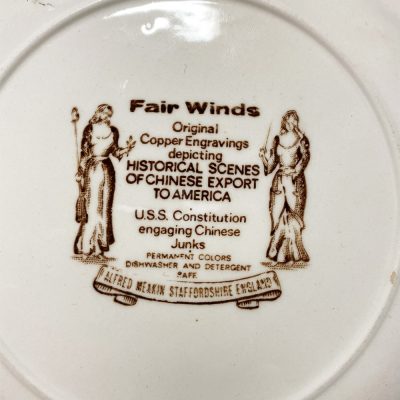 Fair Winds
Original
Copper Engravings
depicting
HISTORICAL SCENES
OF CHINESE EXPORT
TO AMERICA
U.S.S. Constitution
engaging Chinese
Junks
PERMANENT COLORS
DISHWASHER AND DETERGENT
SAFE
ALFRED MEAKIN STAFFORDSHIRE ENGLAND